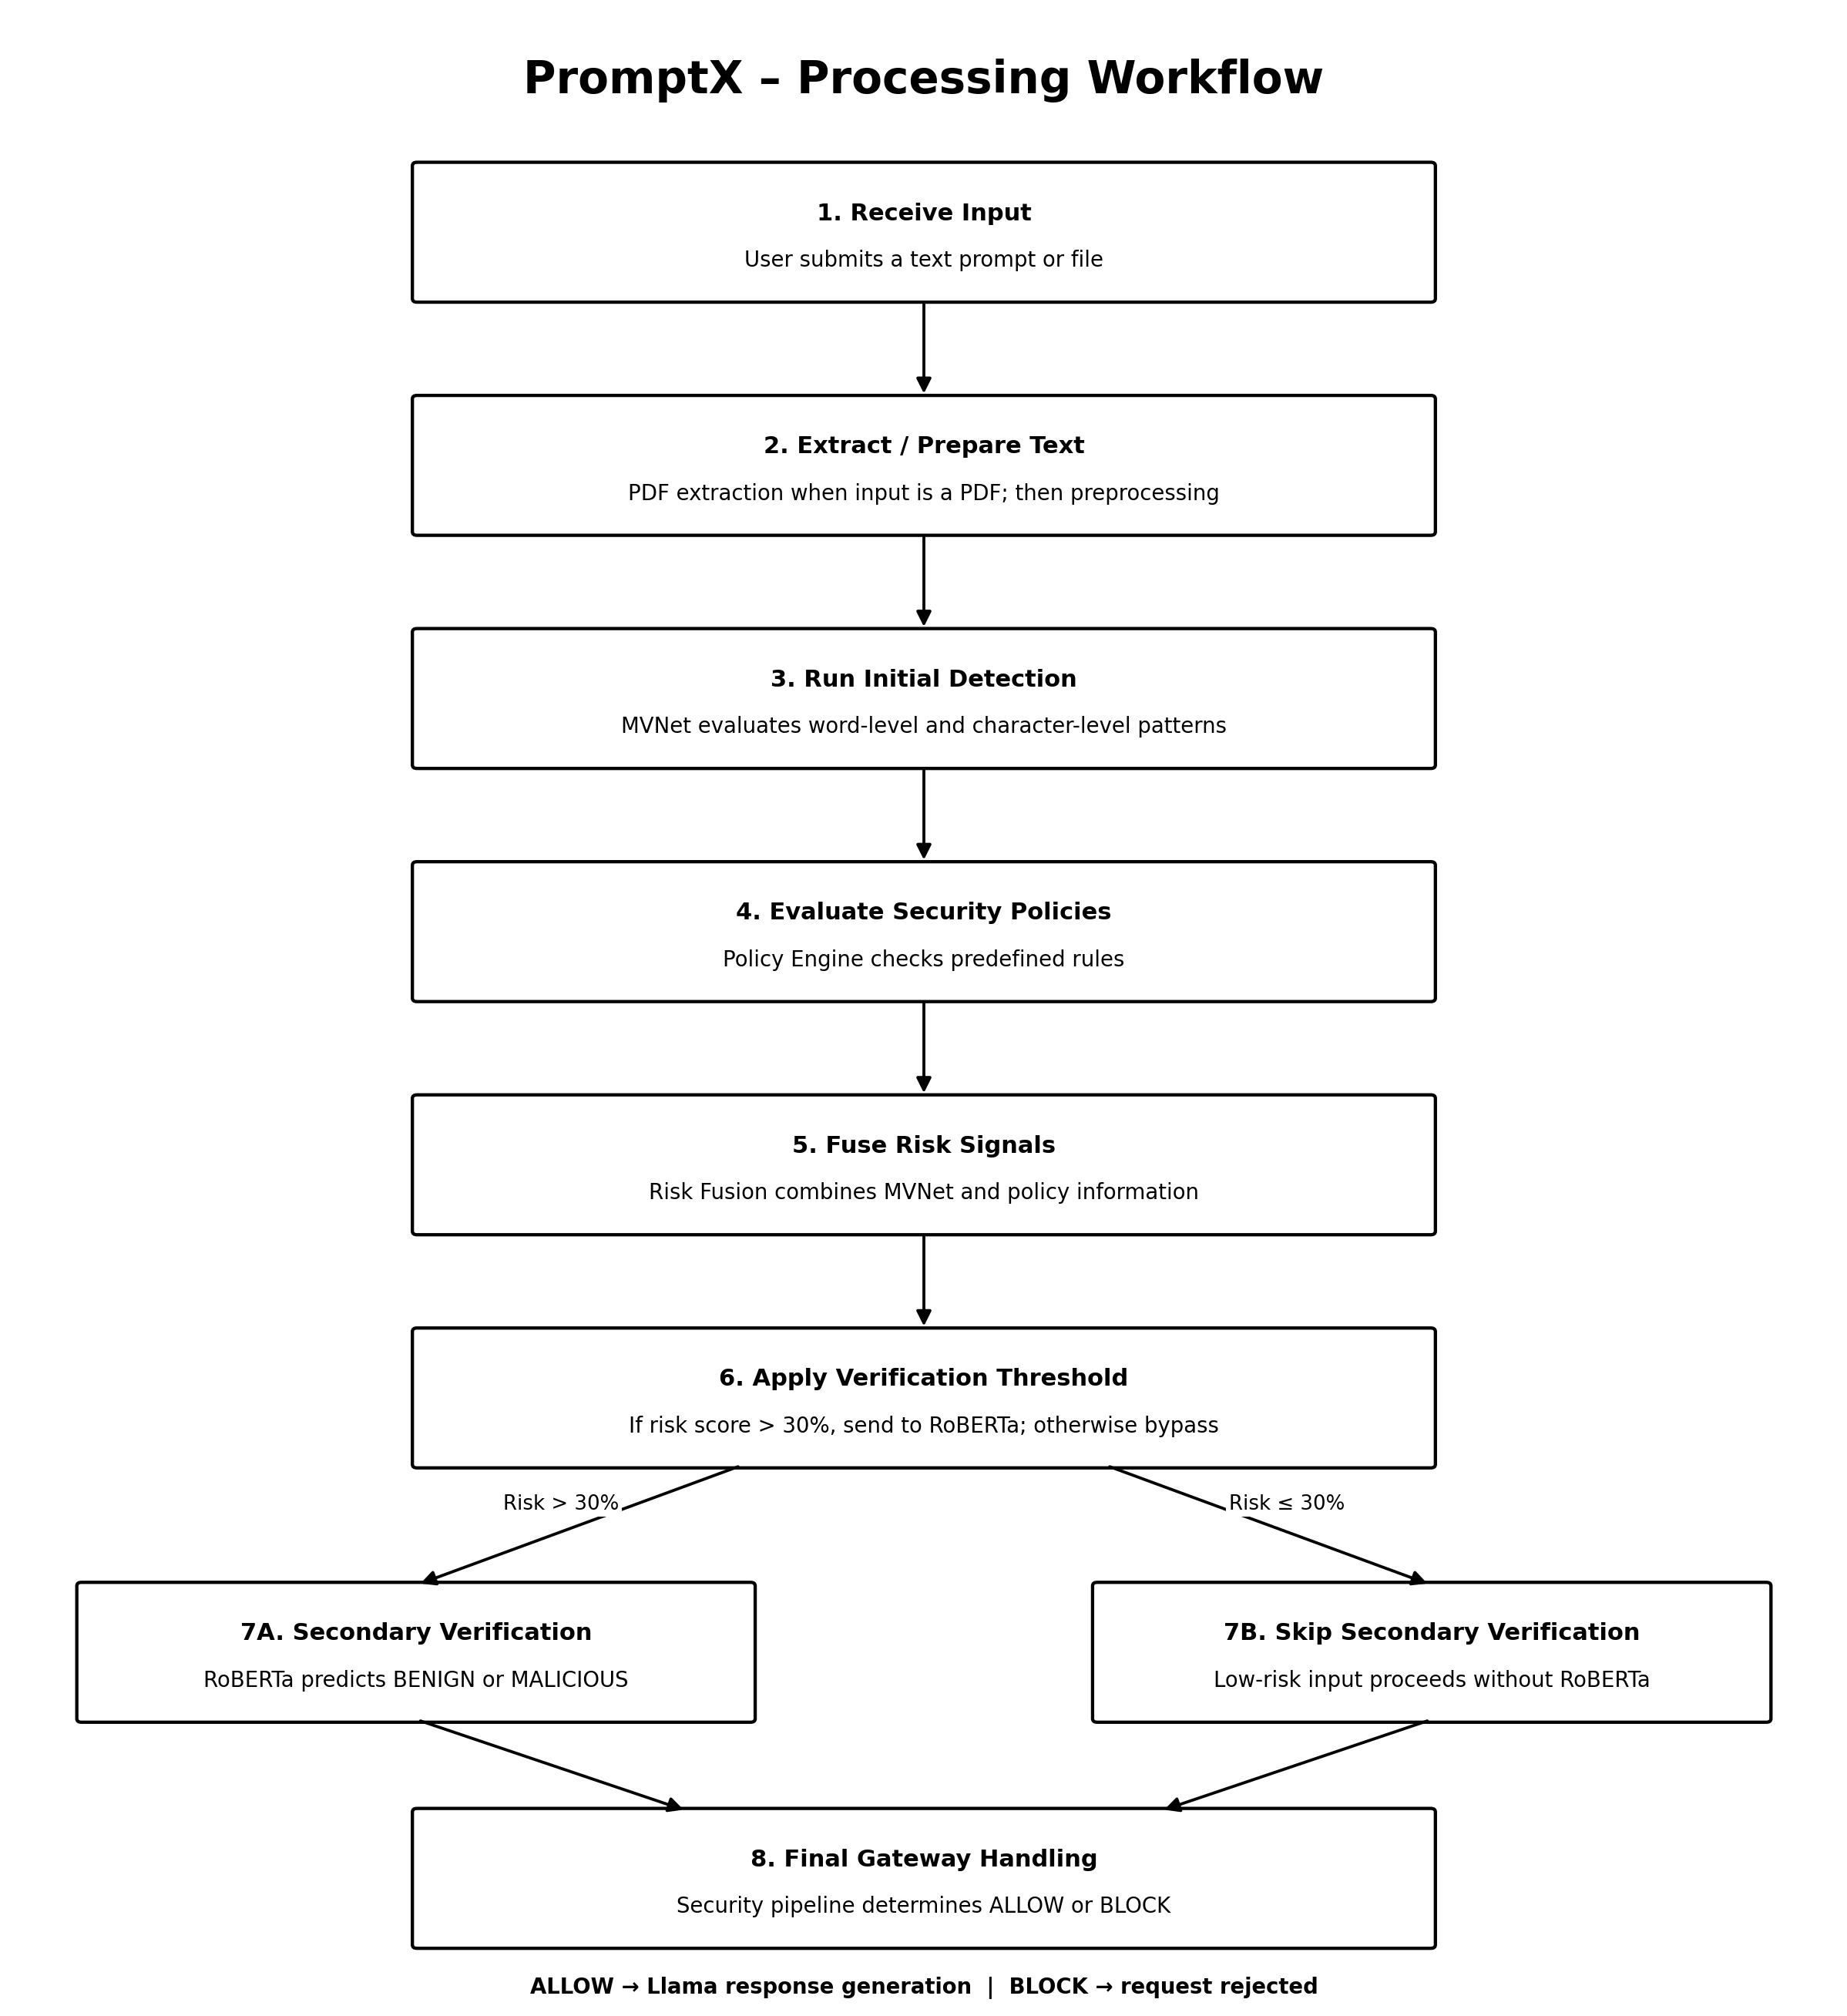 PromptX – Processing Workflow
1. Receive Input
User submits a text prompt or file
2. Extract / Prepare Text
PDF extraction when input is a PDF; then preprocessing
3. Run Initial Detection
MVNet evaluates word-level and character-level patterns
4. Evaluate Security Policies
Policy Engine checks predefined rules
5. Fuse Risk Signals
Risk Fusion combines MVNet and policy information
6. Apply Verification Threshold
If risk score > 30%, send to RoBERTa; otherwise bypass
Risk > 30%
Risk ≤ 30%
7A. Secondary Verification
RoBERTa predicts BENIGN or MALICIOUS
7B. Skip Secondary Verification
Low-risk input proceeds without RoBERTa
8. Final Gateway Handling
Security pipeline determines ALLOW or BLOCK
ALLOW → Llama response generation | BLOCK → request rejected